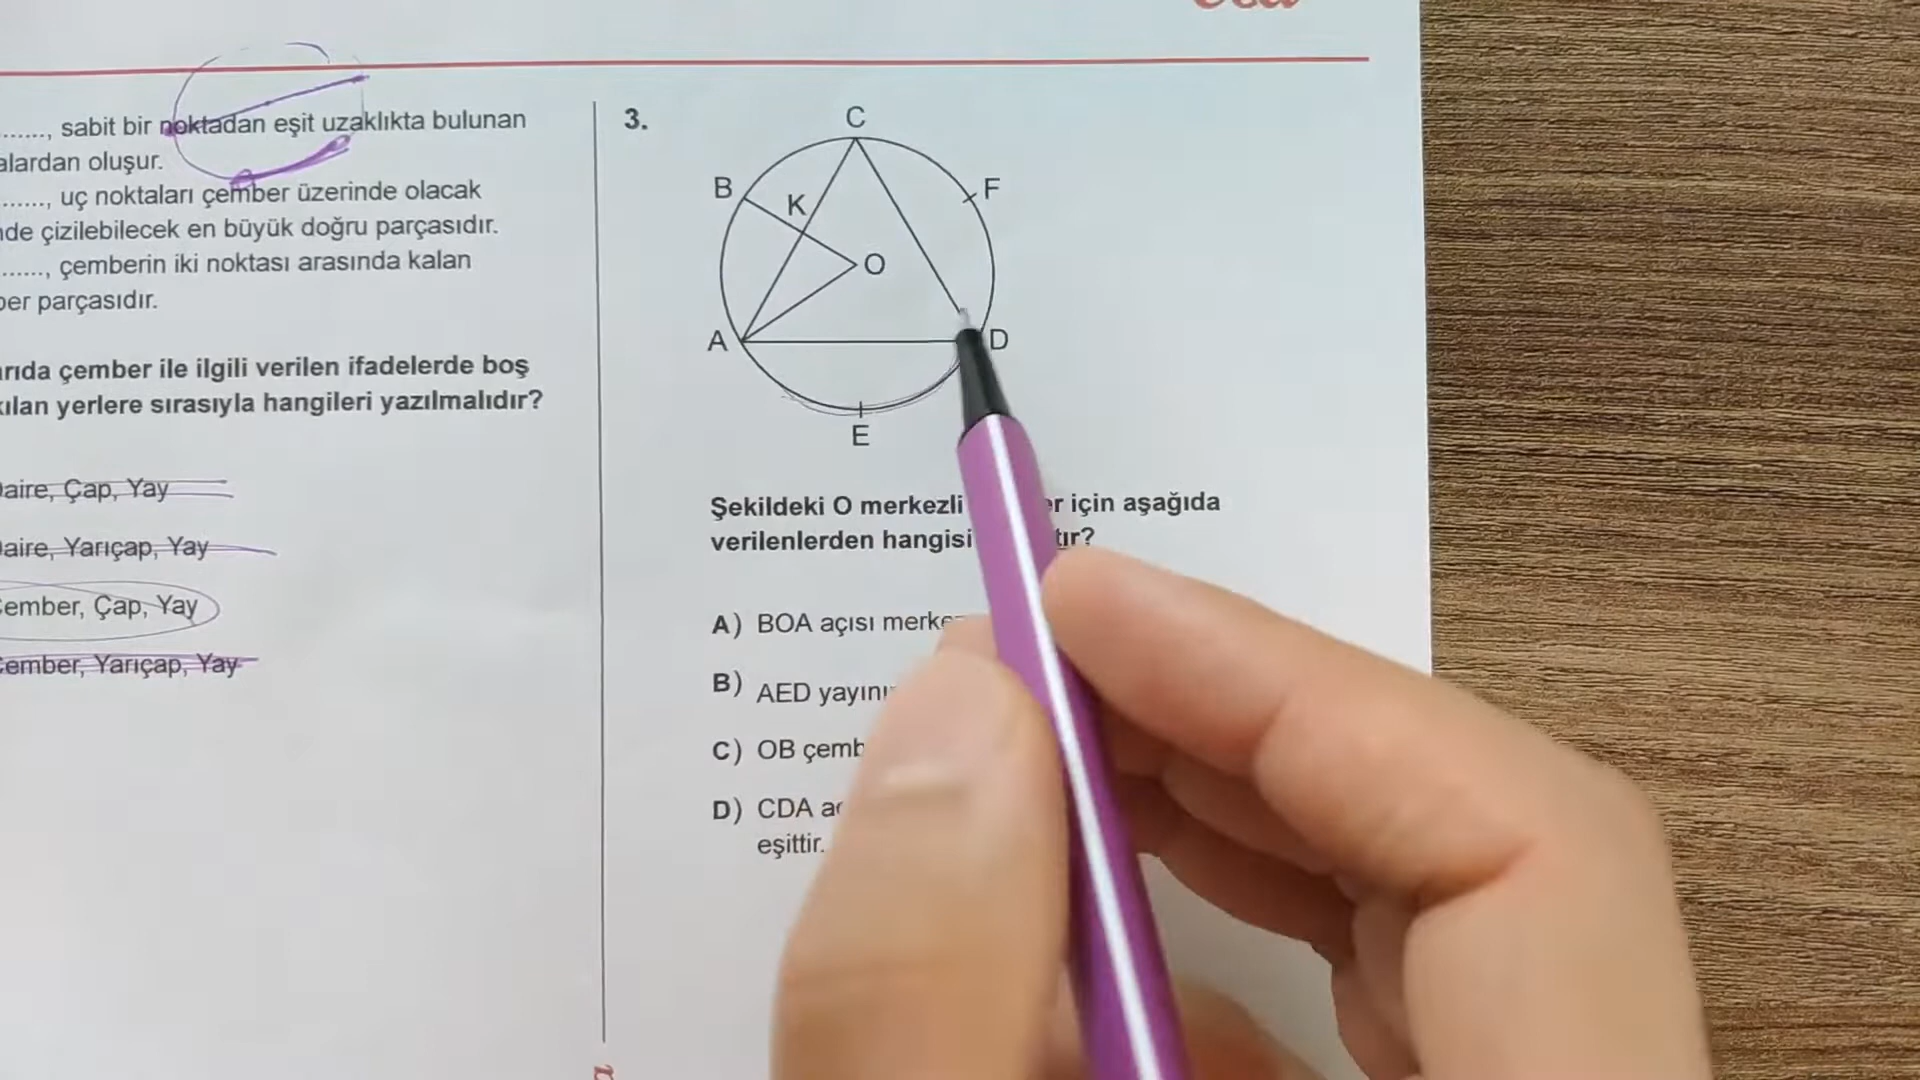 ......., sabit bir noktadan eşit uzaklıkta bulunan
alardan oluşur.
......., uç noktaları çember üzerinde olacak
nde çizilebilecek en büyük doğru parçasıdır.
......., çemberin iki noktası arasında kalan
ber parçasıdır.
arıda çember ile ilgili verilen ifadelerde boş
kılan yerlere sırasıyla hangileri yazılmalıdır?
Daire, Çap, Yay
Daire, Yarıçap, Yay
Çember, Çap, Yay
Çember, Yarıçap, Yay
3.
C
B
F
K
O
A
D
E
Şekildeki O merkezli er için aşağıda
verilenlerden hangisi tır?
A) BOA açısı merke
B) AED yayını
C) OB çemb
D) CDA aç
eşittir.